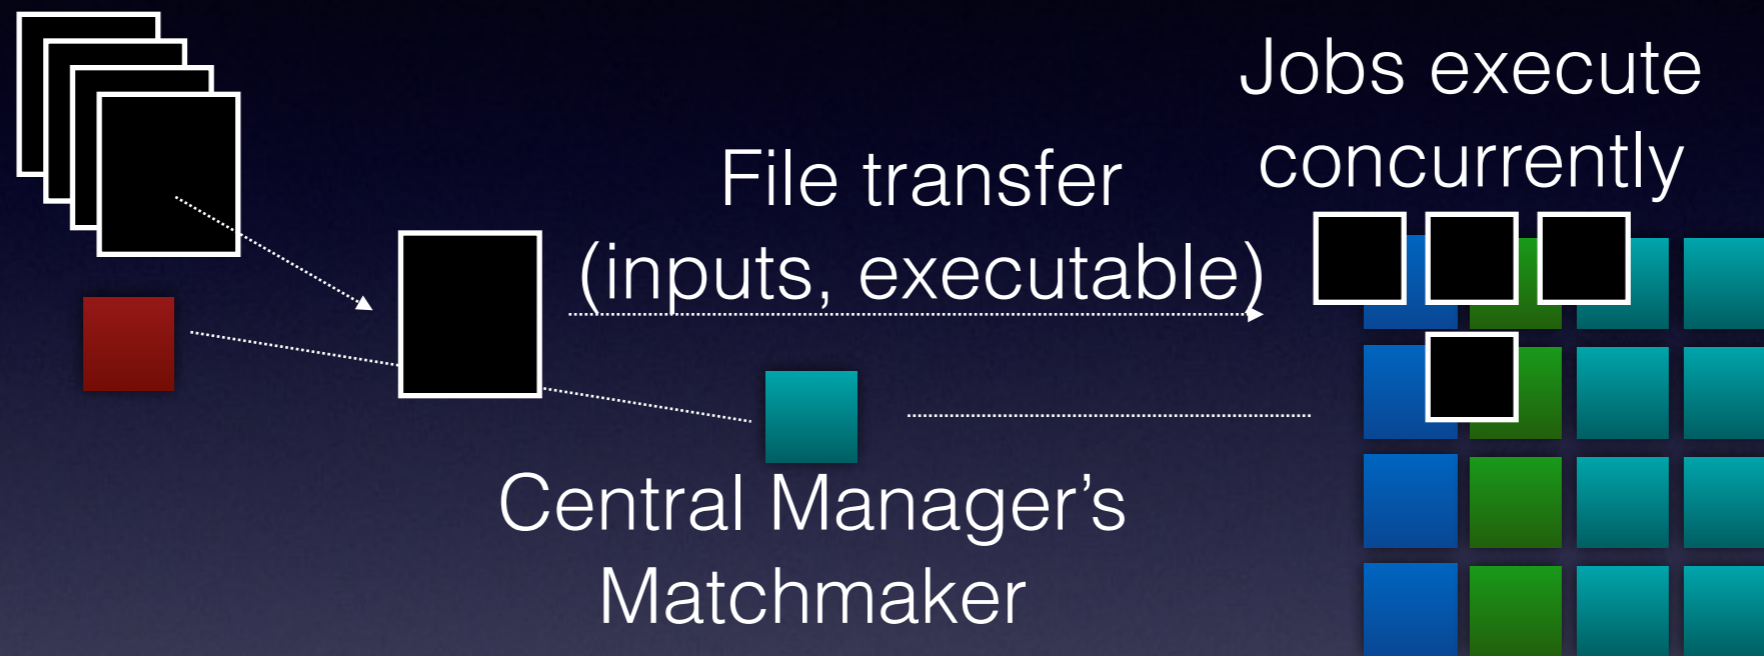 Jobs execute
concurrently
File transfer
(inputs, executable)
Central Manager’s
Matchmaker